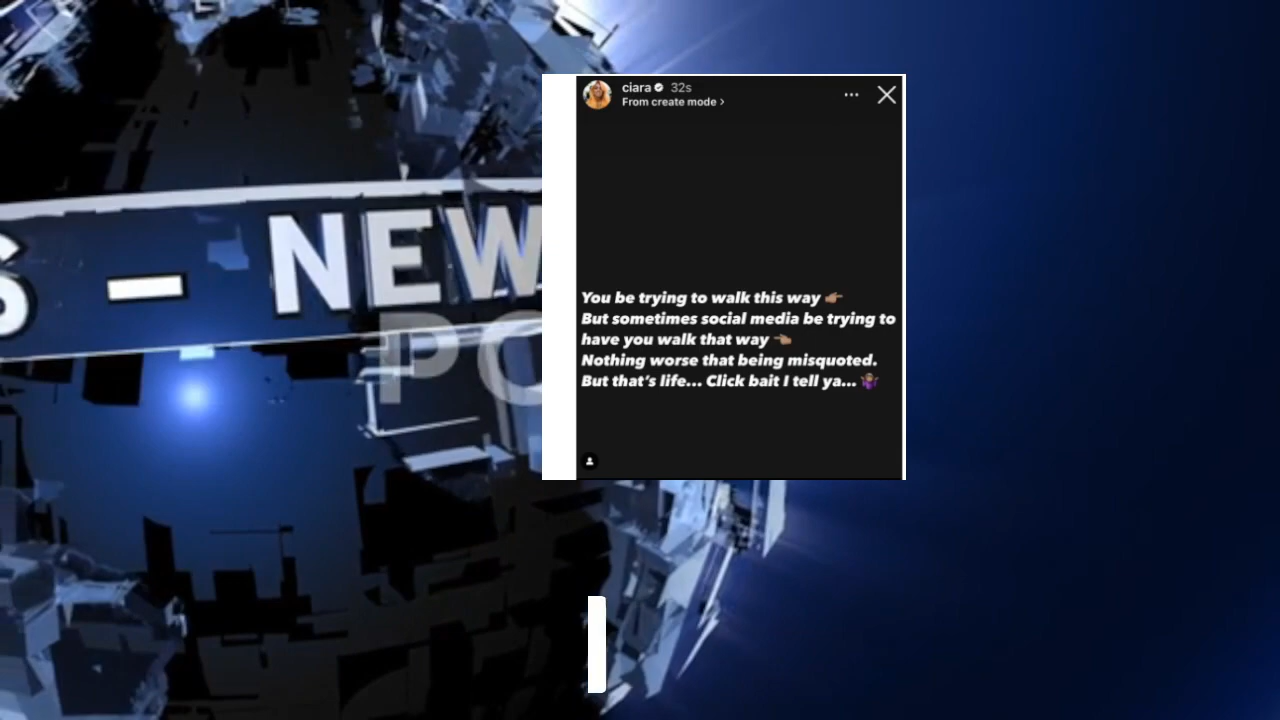 S - NEW
PO
ciara 32s
From create mode ›
You be trying to walk this way 👉🏽
But sometimes social media be trying to
have you walk that way 👈🏽
Nothing worse that being misquoted.
But that's life... Click bait I tell ya... 🤷🏽‍♀️